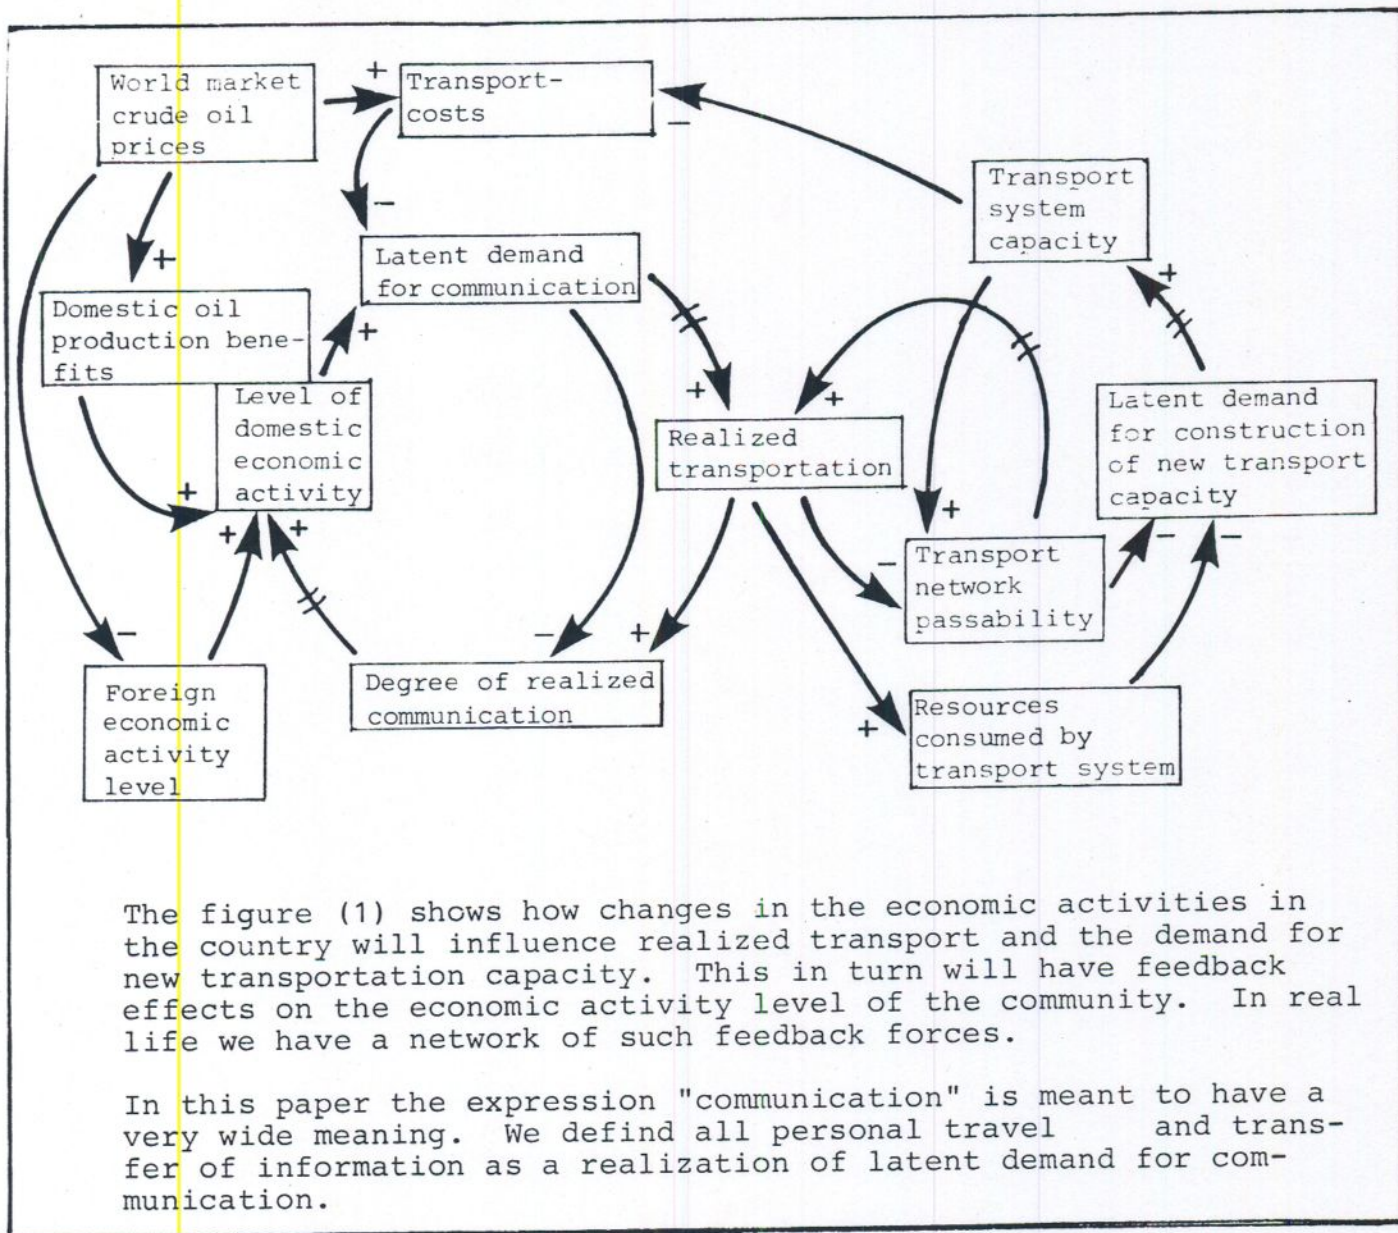 World market
crude oil
prices
+
Transport-
costs
−
−
+
Transport
system
capacity
Latent demand
for communication
Domestic oil
production bene-
fits
+
+
Level of
domestic
economic
activity
+
+
+
+
+
Realized
transportation
Latent demand
for construction
of new transport
capacity
+
−
−
−
Transport
network
passability
−
+
Foreign
economic
activity
level
−
Degree of realized
communication
+
Resources
consumed by
transport system
The figure (1) shows how changes in the economic activities in
the country will influence realized transport and the demand for
new transportation capacity. This in turn will have feedback
effects on the economic activity level of the community. In real
life we have a network of such feedback forces.
In this paper the expression "communication" is meant to have a
very wide meaning. We defind all personal travel and trans-
fer of information as a realization of latent demand for com-
munication.